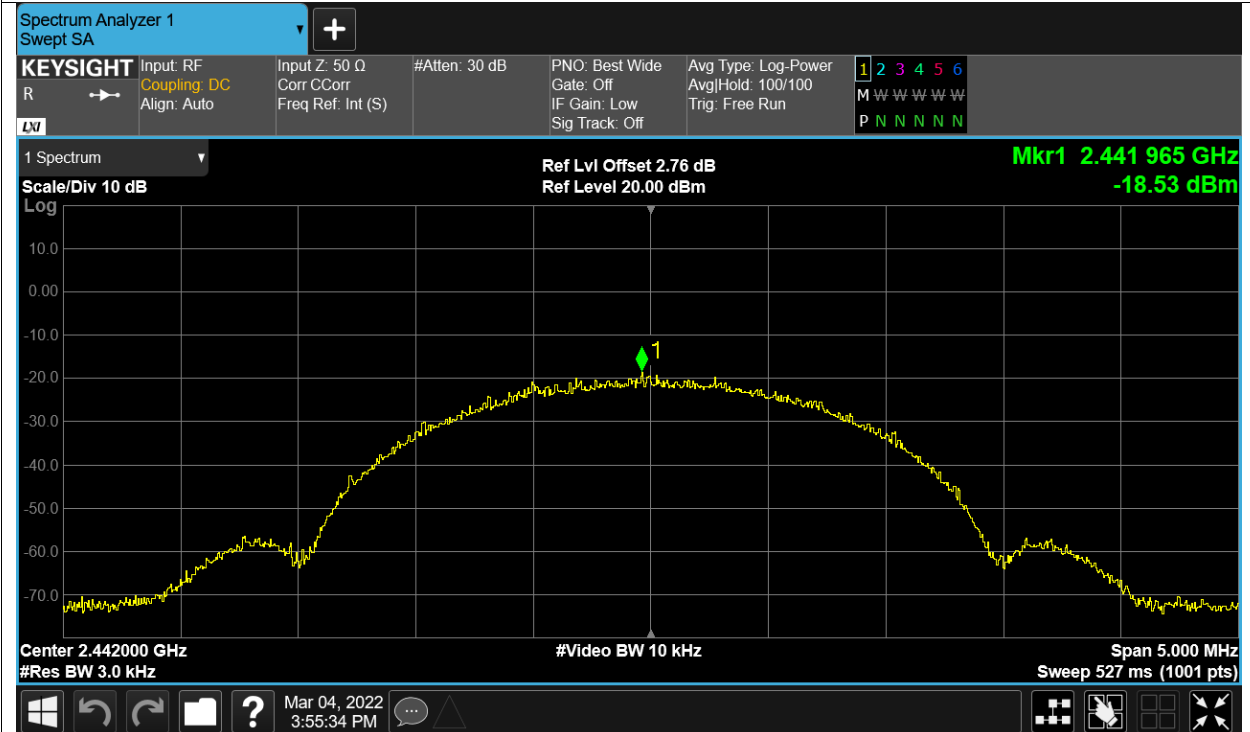 Spectrum Analyzer 1
Swept SA
+
KEYSIGHT
R
LXI
Input: RF
Coupling: DC
Align: Auto
Input Z: 50 Ω
Corr CCorr
Freq Ref: Int (S)
#Atten: 30 dB
PNO: Best Wide
Gate: Off
IF Gain: Low
Sig Track: Off
Avg Type: Log-Power
Avg|Hold: 100/100
Trig: Free Run
1 2 3 4 5 6
M W W W W W
P N N N N N
1 Spectrum
Scale/Div 10 dB
Log
Ref Lvl Offset 2.76 dB
Ref Level 20.00 dBm
Mkr1 2.441 965 GHz
-18.53 dBm
10.0
0.00
-10.0
-20.0
-30.0
-40.0
-50.0
-60.0
-70.0
1
Center 2.442000 GHz
#Video BW 10 kHz
Span 5.000 MHz
#Res BW 3.0 kHz
Sweep 527 ms (1001 pts)
?
Mar 04, 2022
3:55:34 PM